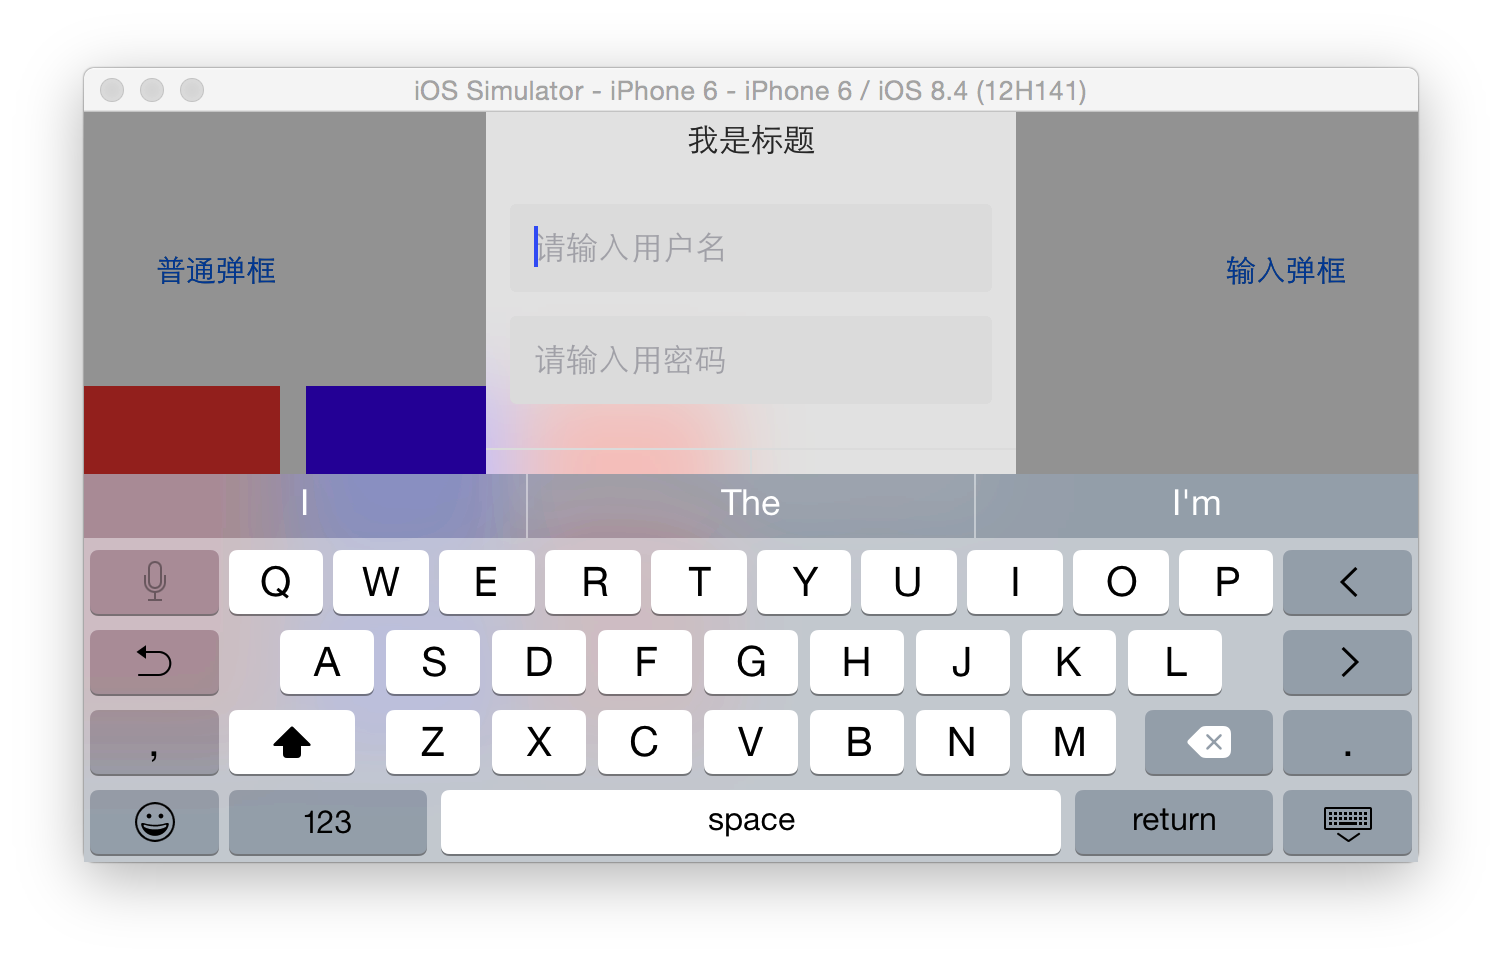 iOS Simulator - iPhone 6 - iPhone 6 / iOS 8.4 (12H141)
我是标题
请输入用户名
普通弹框
输入弹框
请输入用密码
I The I'm
Q W E R T Y U I O P <
A S D F G H J K L >
, Z X C V B N M .
123 space return